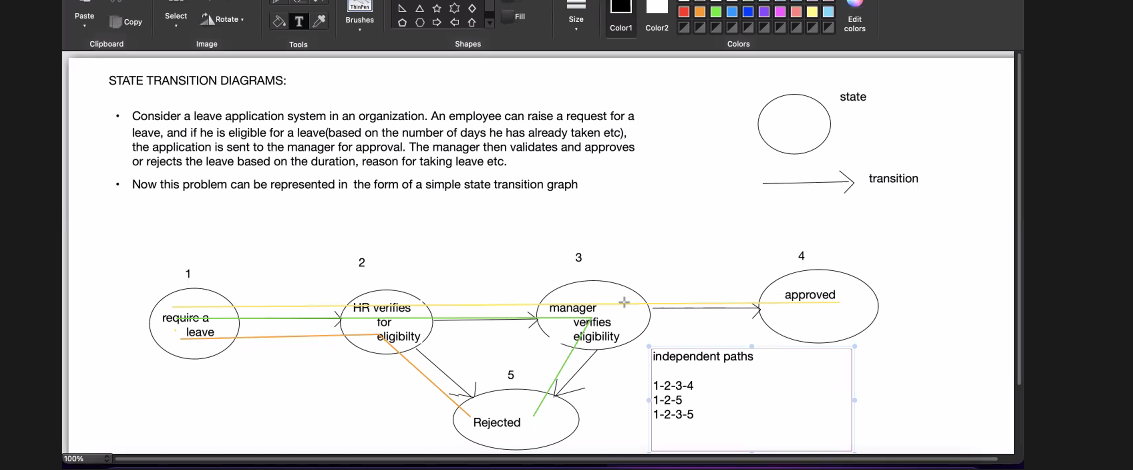 Paste
Copy
Clipboard
Select
Rotate
Image
T
Tools
ThinPen
Brushes
Fill
Shapes
Size
Color1
Color2
Edit
colors
Colors
STATE TRANSITION DIAGRAMS:
• Consider a leave application system in an organization. An employee can raise a request for a
leave, and if he is eligible for a leave(based on the number of days he has already taken etc),
the application is sent to the manager for approval. The manager then validates and approves
or rejects the leave based on the duration, reason for taking leave etc.
• Now this problem can be represented in the form of a simple state transition graph
state
transition
1
2
3
4
require a
leave
HR verifies
for
eligibilty
manager
verifies
eligibility
approved
5
Rejected
independent paths
1-2-3-4
1-2-5
1-2-3-5
100%